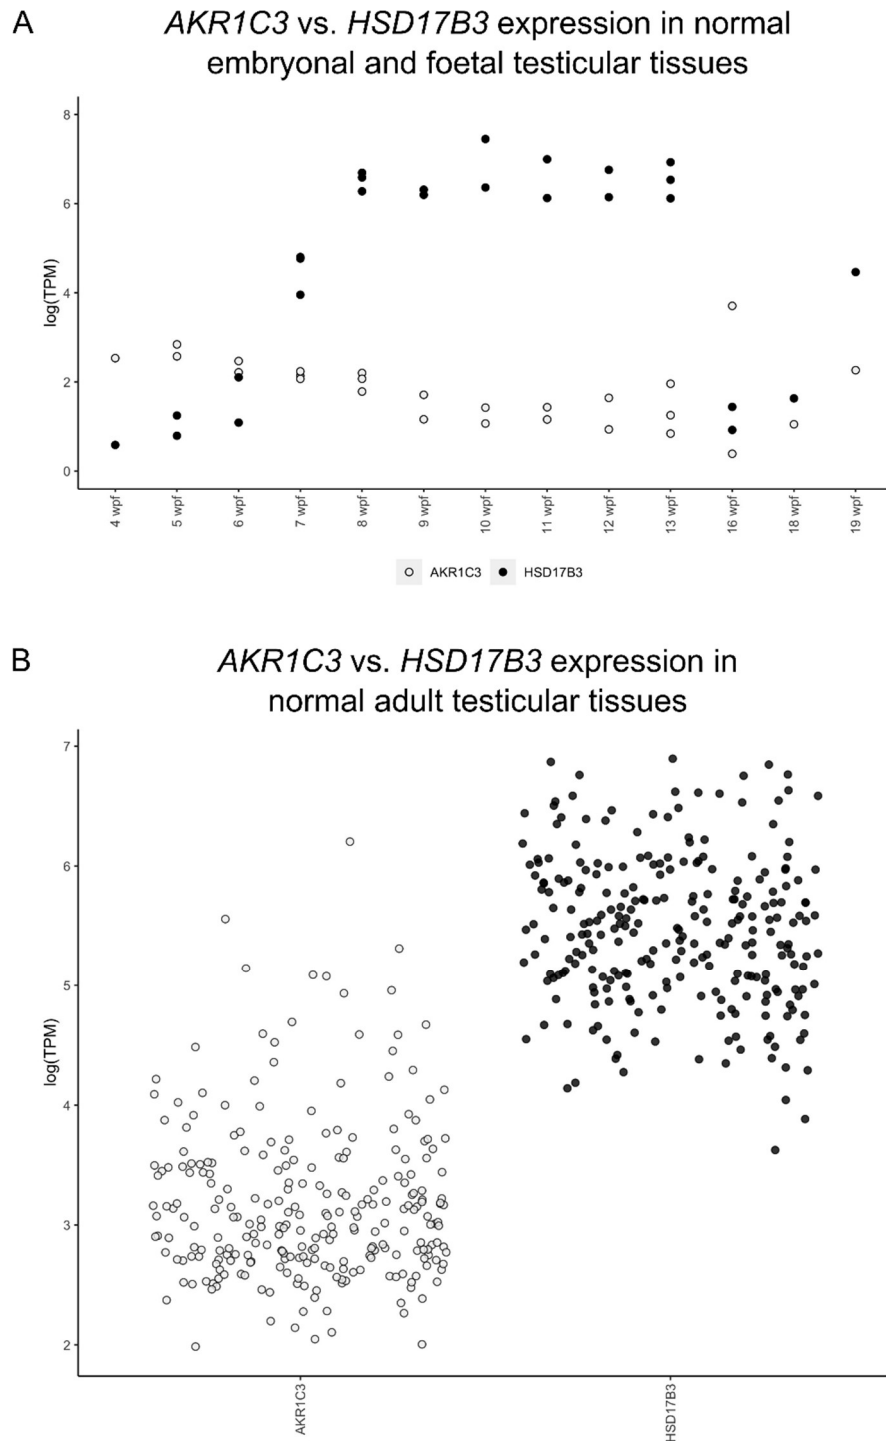 A
AKR1C3 vs. HSD17B3 expression in normal
embryonal and foetal testicular tissues
8
6
4
2
0
log(TPM)
4 wpf
5 wpf
6 wpf
7 wpf
8 wpf
9 wpf
10 wpf
11 wpf
12 wpf
13 wpf
16 wpf
18 wpf
19 wpf
AKR1C3 HSD17B3
B
AKR1C3 vs. HSD17B3 expression in
normal adult testicular tissues
7
6
5
4
3
2
log(TPM)
AKR1C3
HSD17B3